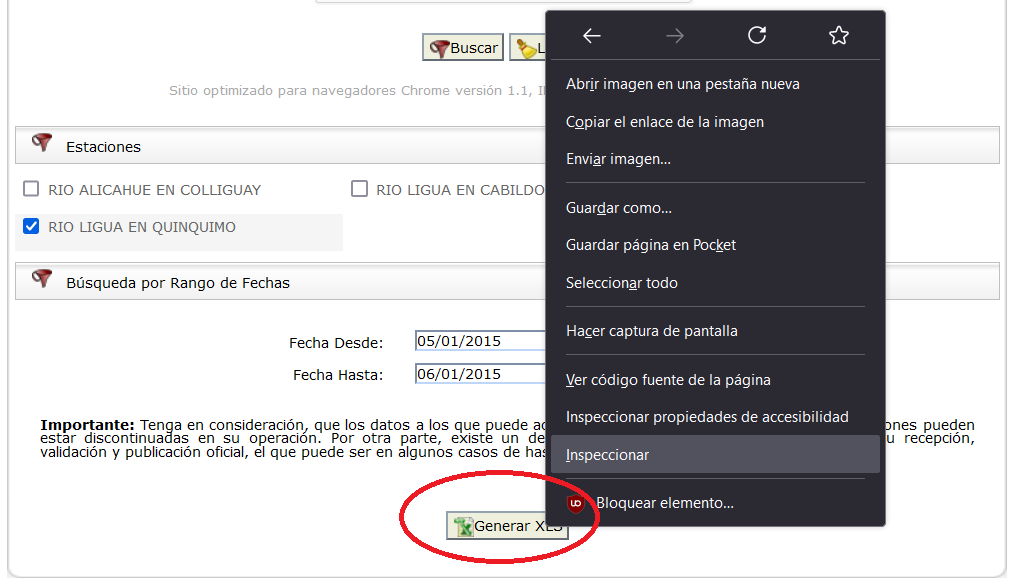 Buscar
L
Sitio optimizado para navegadores Chrome versión 1.1, I
Estaciones
RIO ALICAHUE EN COLLIGUAY
RIO LIGUA EN CABILDO
RIO LIGUA EN QUINQUIMO
Búsqueda por Rango de Fechas
Fecha Desde: 05/01/2015
Fecha Hasta: 06/01/2015
Importante: Tenga en consideración, que los datos a los que puede ac ones pueden
estar discontinuadas en su operación. Por otra parte, existe un de u recepción,
validación y publicación oficial, el que puede ser en algunos casos de has
Generar XLS
Abrir imagen en una pestaña nueva
Copiar el enlace de la imagen
Enviar imagen...
Guardar como...
Guardar página en Pocket
Seleccionar todo
Hacer captura de pantalla
Ver código fuente de la página
Inspeccionar propiedades de accesibilidad
Inspeccionar
Bloquear elemento...